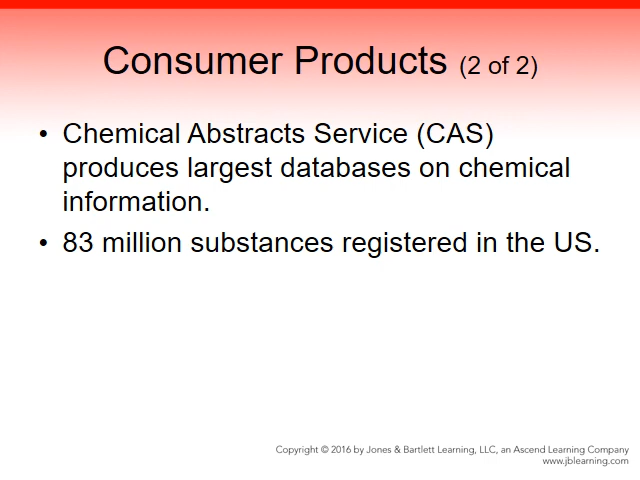 Consumer Products (2 of 2)
• Chemical Abstracts Service (CAS)
produces largest databases on chemical
information.
• 83 million substances registered in the US.
Copyright © 2016 by Jones & Bartlett Learning, LLC, an Ascend Learning Company
www.jblearning.com